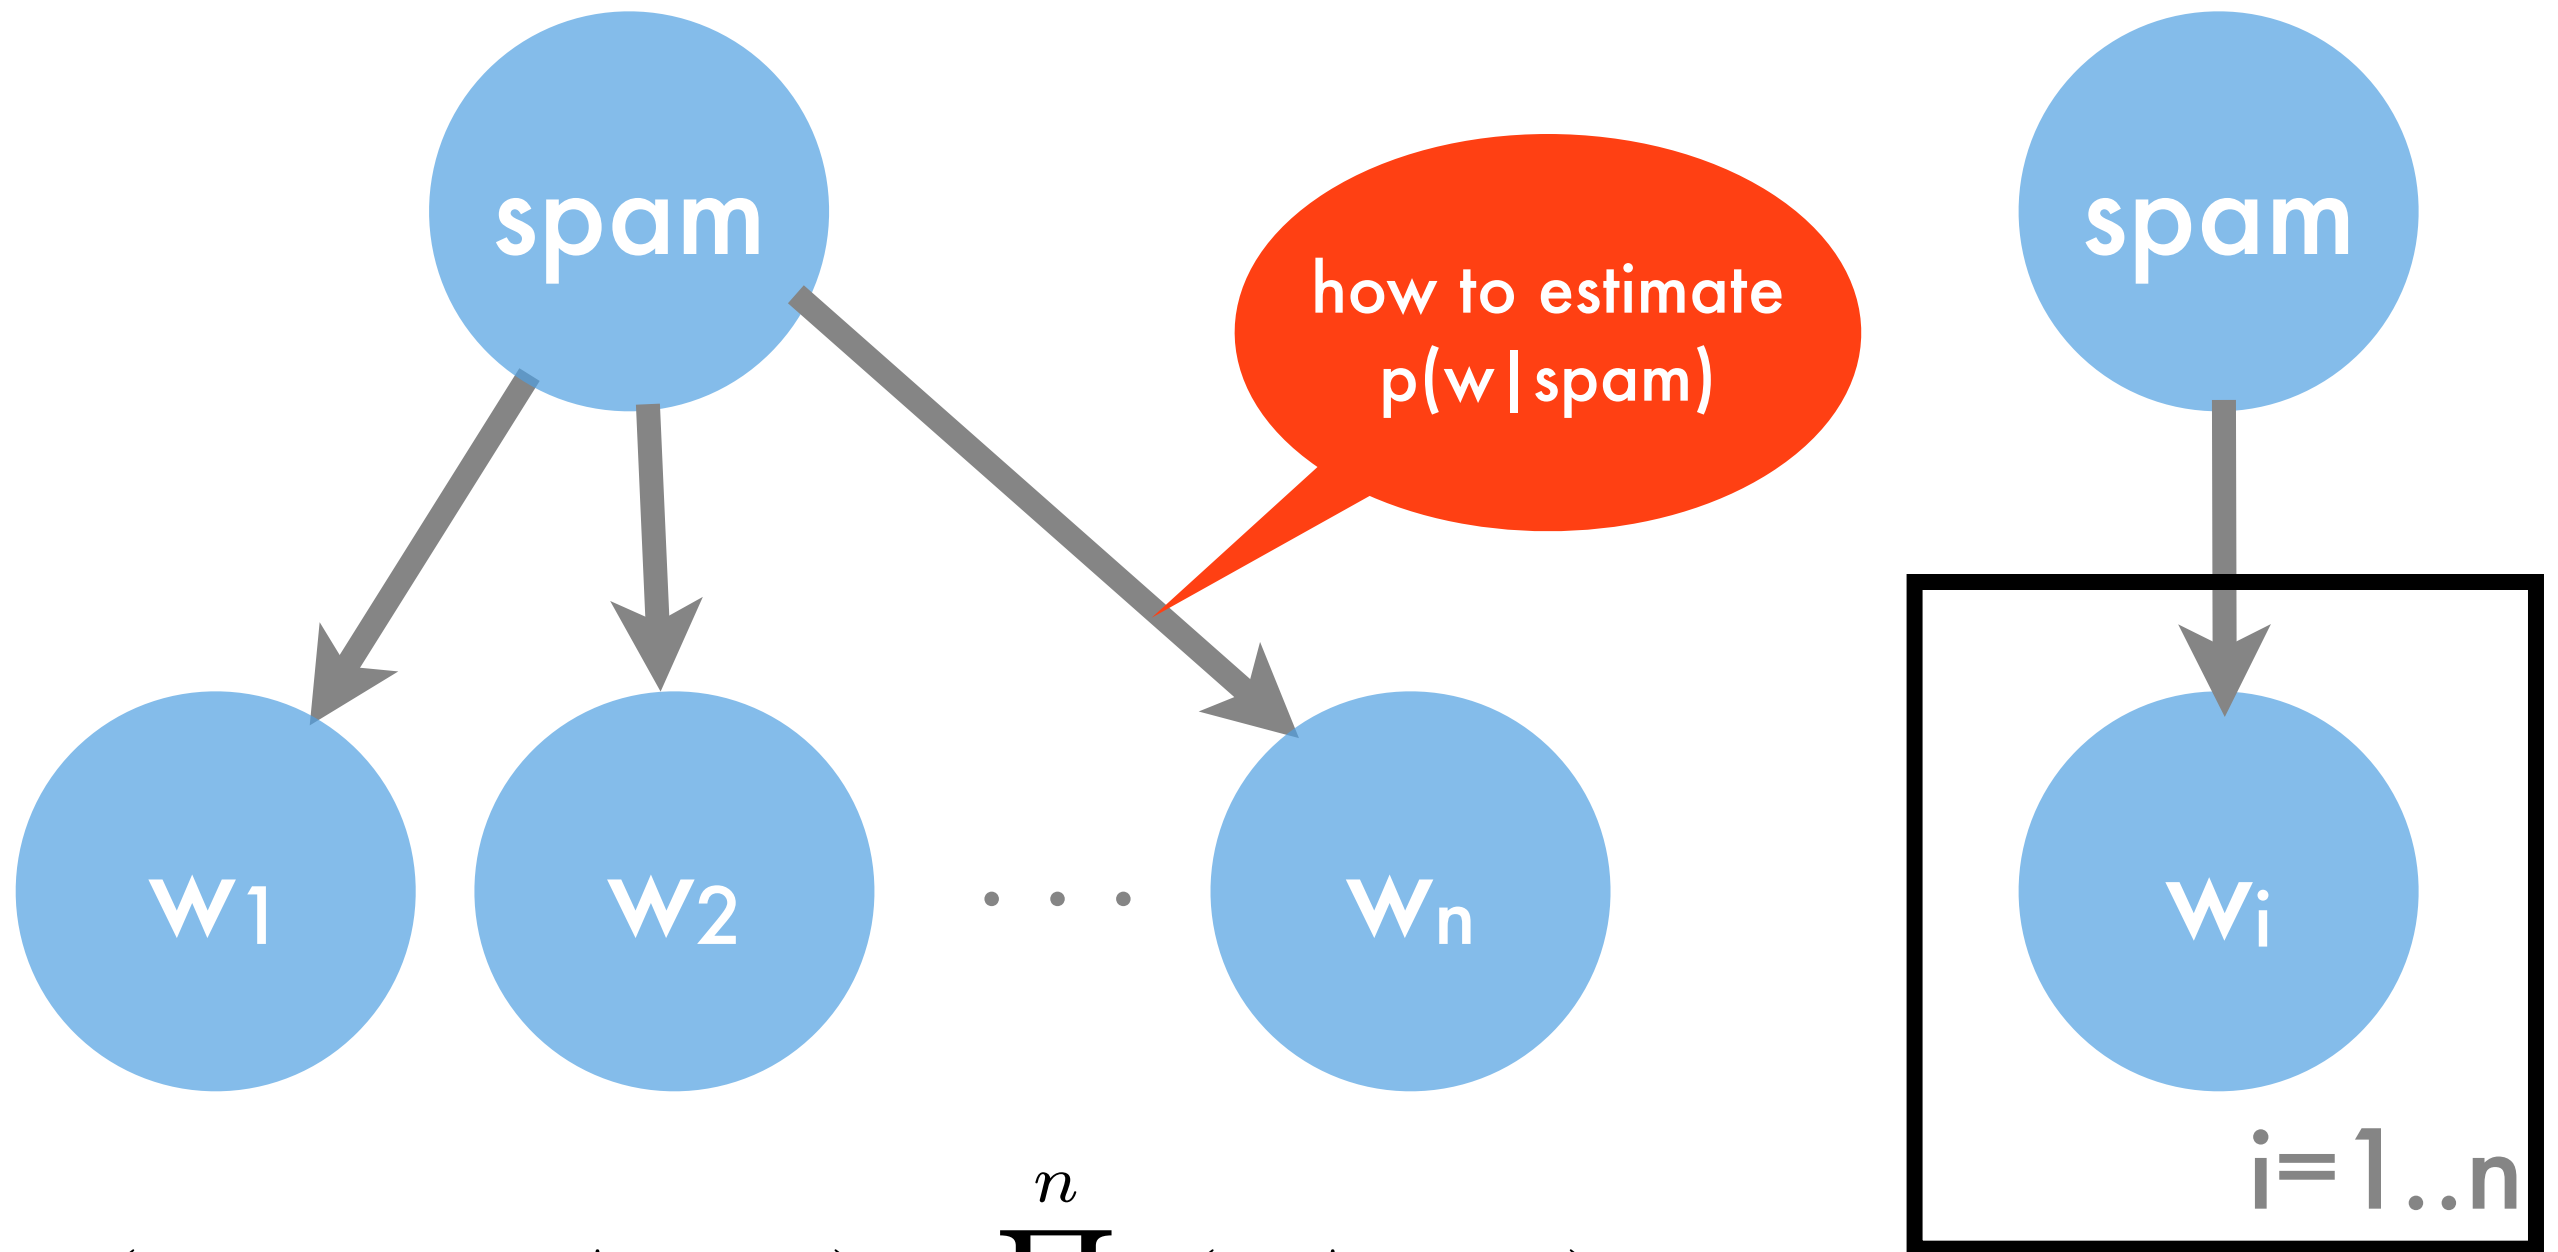 spam
spam
how to estimate
p(w|spam)
w1
w2
. . .
wn
wi
i=1..n
n